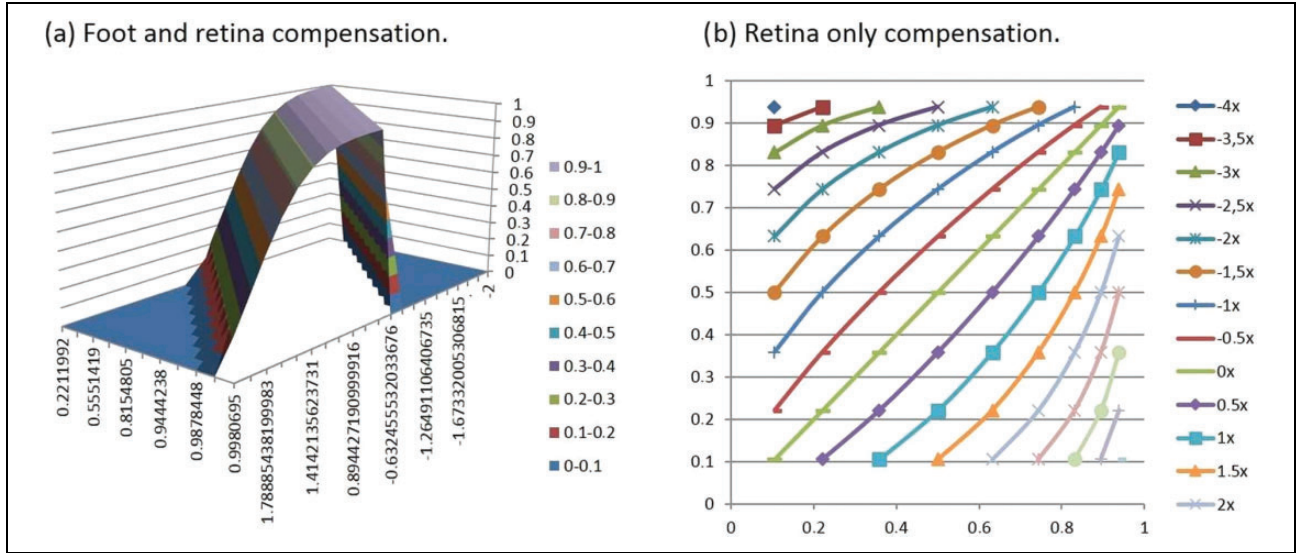 (a) Foot and retina compensation.
1
0.9
0.8
0.7
0.6
0.5
0.4
0.3
0.2
0.1
0
0.2211992
0.5551419
0.8154805
0.9444238
0.9878448
0.9980695
1.78885438199983
1.4142135623731
0.894427190999916
-0.632455532033676
-1.26491106406735
-1.67332005306815
-2
0.9-1
0.8-0.9
0.7-0.8
0.6-0.7
0.5-0.6
0.4-0.5
0.3-0.4
0.2-0.3
0.1-0.2
0-0.1
(b) Retina only compensation.
1
0.9
0.8
0.7
0.6
0.5
0.4
0.3
0.2
0.1
0
0 0.2 0.4 0.6 0.8 1
-4x
-3,5x
-3x
-2,5x
-2x
-1,5x
-1x
-0.5x
0x
0.5x
1x
1.5x
2x